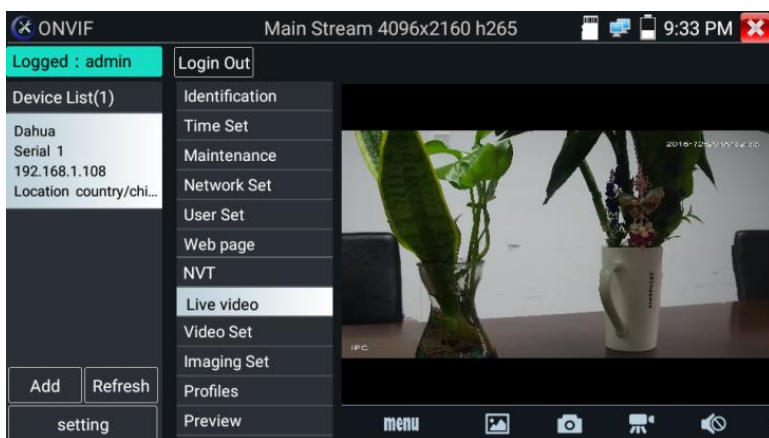 ONVIF
Main Stream 4096x2160 h265
9:33 PM
Logged : admin
Login Out
Device List(1)
Dahua
Serial 1
192.168.1.108
Location country/chi...
Identification
Time Set
Maintenance
Network Set
User Set
Web page
NVT
Live video
Video Set
Imaging Set
Profiles
Preview
IPC
Add
Refresh
setting
menu